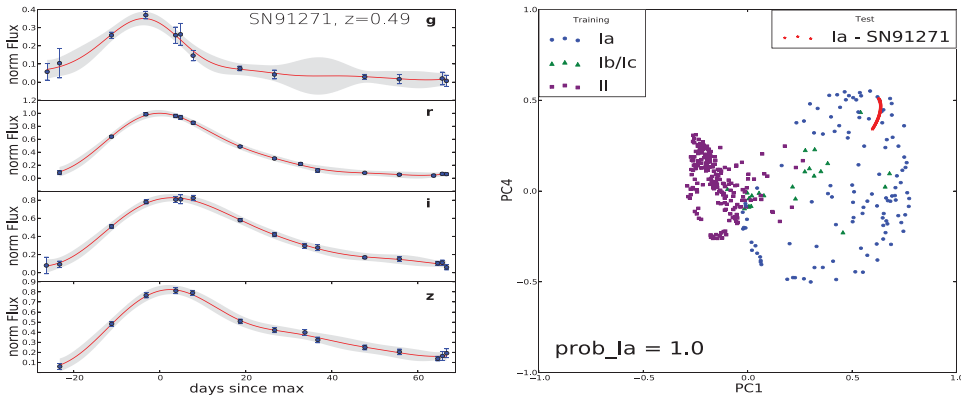 SN91271, z=0.49
g
norm Flux
0.4
0.3
0.2
0.1
0.0
1.2
r
norm Flux
1.0
0.8
0.6
0.4
0.2
0.0
i
norm Flux
0.8
0.6
0.4
0.2
0.0
0.9
z
norm Flux
0.8
0.7
0.6
0.5
0.4
0.3
0.2
0.1
−20 0 20 40 60
days since max
Training
Ia
Ib/Ic
II
Test
Ia - SN91271
PC4
1.0
0.5
0.0
−0.5
−1.0
prob_Ia = 1.0
−1.0 −0.5 0.0 0.5 1.0
PC1